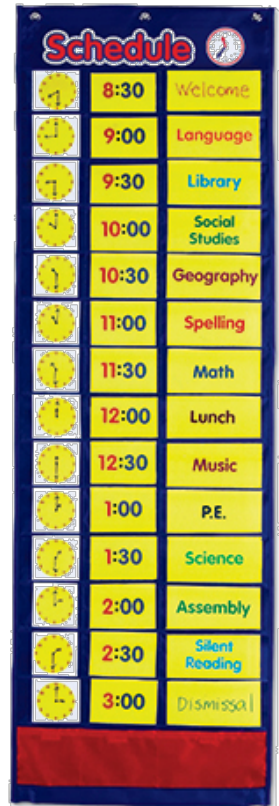 Schedule
8:30 Welcome
9:00 Language
9:30 Library
10:00 Social
Studies
10:30 Geography
11:00 Spelling
11:30 Math
12:00 Lunch
12:30 Music
1:00 P.E.
1:30 Science
2:00 Assembly
2:30 Silent
Reading
3:00 Dismissal